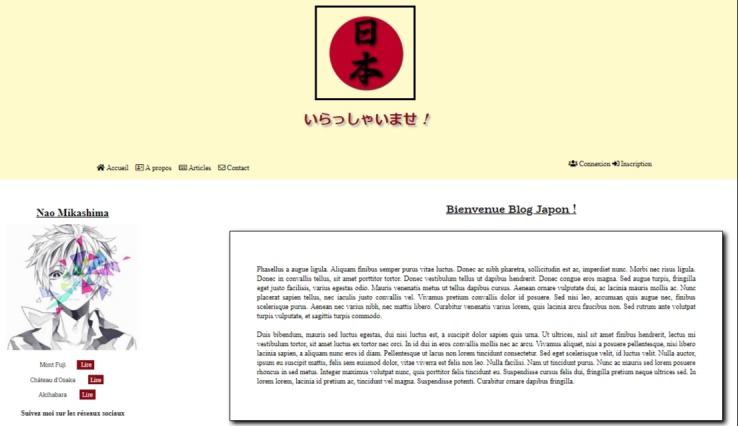 日本
いらっしゃいませ！
Accueil A propos Articles Contact
Connexion Inscription
Nao Mikashima
Mont Fuji Lire
Château d'Osaka Lire
Akihabara Lire
Suivez moi sur les réseaux sociaux
Bienvenue Blog Japon !
Phasellus a augue ligula. Aliquam finibus semper purus vitae luctus. Donec ac nibh pharetra, sollicitudin est ac, imperdiet nunc. Morbi nec risus ligula.
Donec in convallis tellus, sit amet porttitor tortor. Donec vestibulum tellus ut dapibus hendrerit. Donec congue eros magna. Sed augue turpis, fringilla
eget justo facilisis, varius egestas odio. Mauris venenatis metus ut tellus dapibus cursus. Aenean ornare vulputate dui, ac lacinia mauris mollis ac. Nunc
placerat sapien tellus, nec iaculis justo convallis vel. Vivamus pretium convallis dolor id posuere. Sed nisi leo, accumsan quis augue nec, finibus
scelerisque purus. Aenean nec varius nibh, nec mattis libero. Curabitur venenatis varius lorem, quis lacinia arcu faucibus non. Sed rutrum ante volutpat
turpis vulputate, et sagittis turpis commodo.
Duis bibendum, mauris sed luctus egestas, dui nisi luctus est, a suscipit dolor sapien quis urna. Ut ultrices, nisl sit amet finibus hendrerit, lectus mi
vestibulum tortor, sit amet luctus ex tortor nec orci. In id dui in eros convallis mollis nec ac arcu. Vivamus aliquet, nisi a posuere pellentesque, nisi libero
lacinia sapien, a aliquam nunc eros id diam. Pellentesque ut lacus non lorem tincidunt consectetur. Sed eget scelerisque velit, id luctus velit. Nulla auctor,
ipsum eu suscipit mattis, felis sem euismod dolor, vitae viverra est felis non leo. Nulla facilisi. Nam ut tincidunt purus. Nunc ac mauris sed lorem posuere
rhoncus in sed metus. Integer maximus volutpat nunc, quis porttitor felis tincidunt eu. Suspendisse cursus felis dui, fringilla pretium neque ultrices sed. In
lorem lorem, lacinia id pretium ac, tincidunt vel magna. Suspendisse potenti. Curabitur ornare dapibus fringilla.